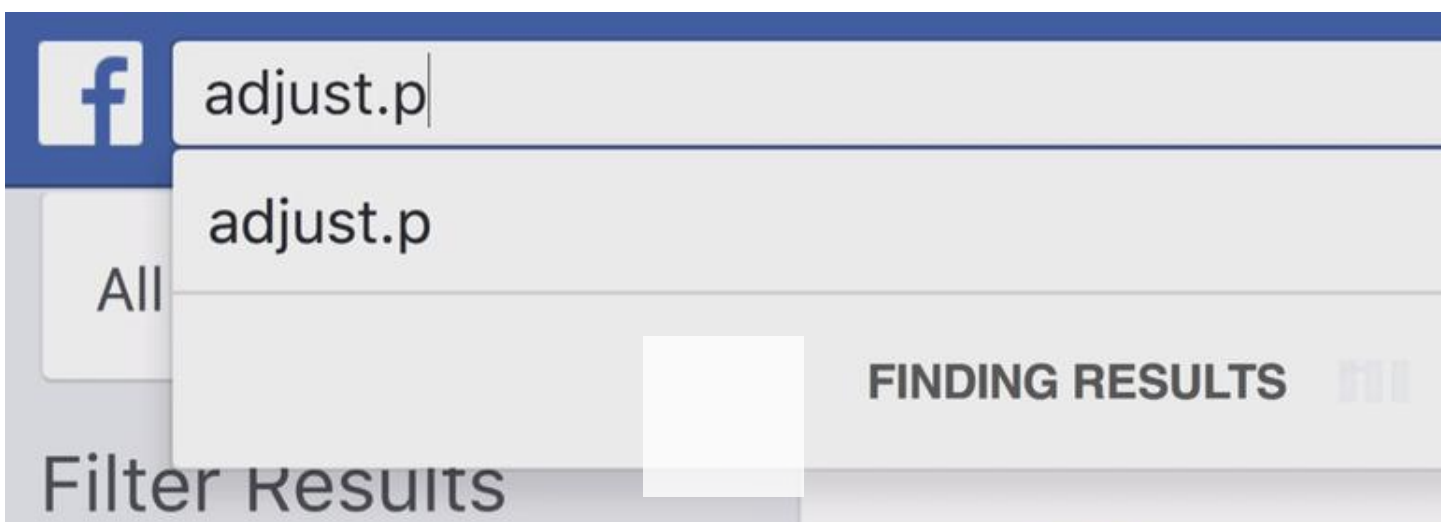 f
adjust.p
adjust.p
All
FINDING RESULTS
Filter Results